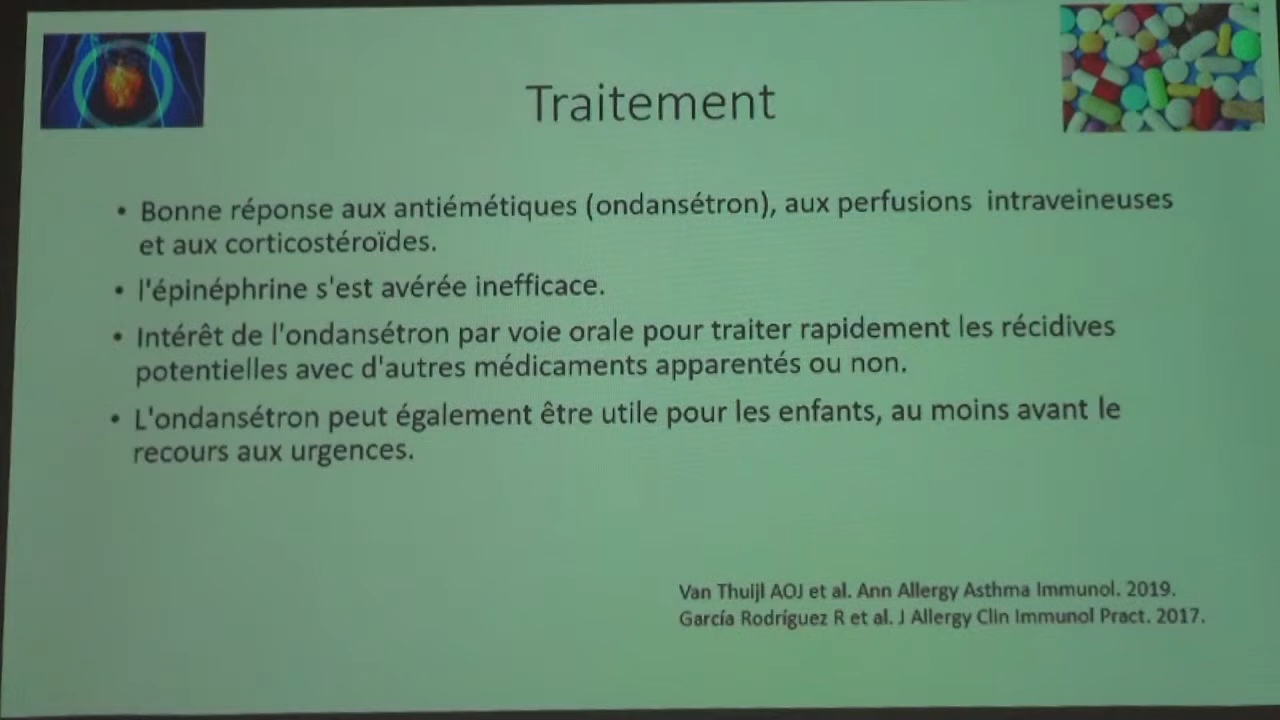 Traitement
• Bonne réponse aux antiémétiques (ondansétron), aux perfusions intraveineuses
et aux corticostéroïdes.
• l'épinéphrine s'est avérée inefficace.
• Intérêt de l'ondansétron par voie orale pour traiter rapidement les récidives
potentielles avec d'autres médicaments apparentés ou non.
• L'ondansétron peut également être utile pour les enfants, au moins avant le
recours aux urgences.
Van Thuijl AOJ et al. Ann Allergy Asthma Immunol. 2019.
García Rodríguez R et al. J Allergy Clin Immunol Pract. 2017.